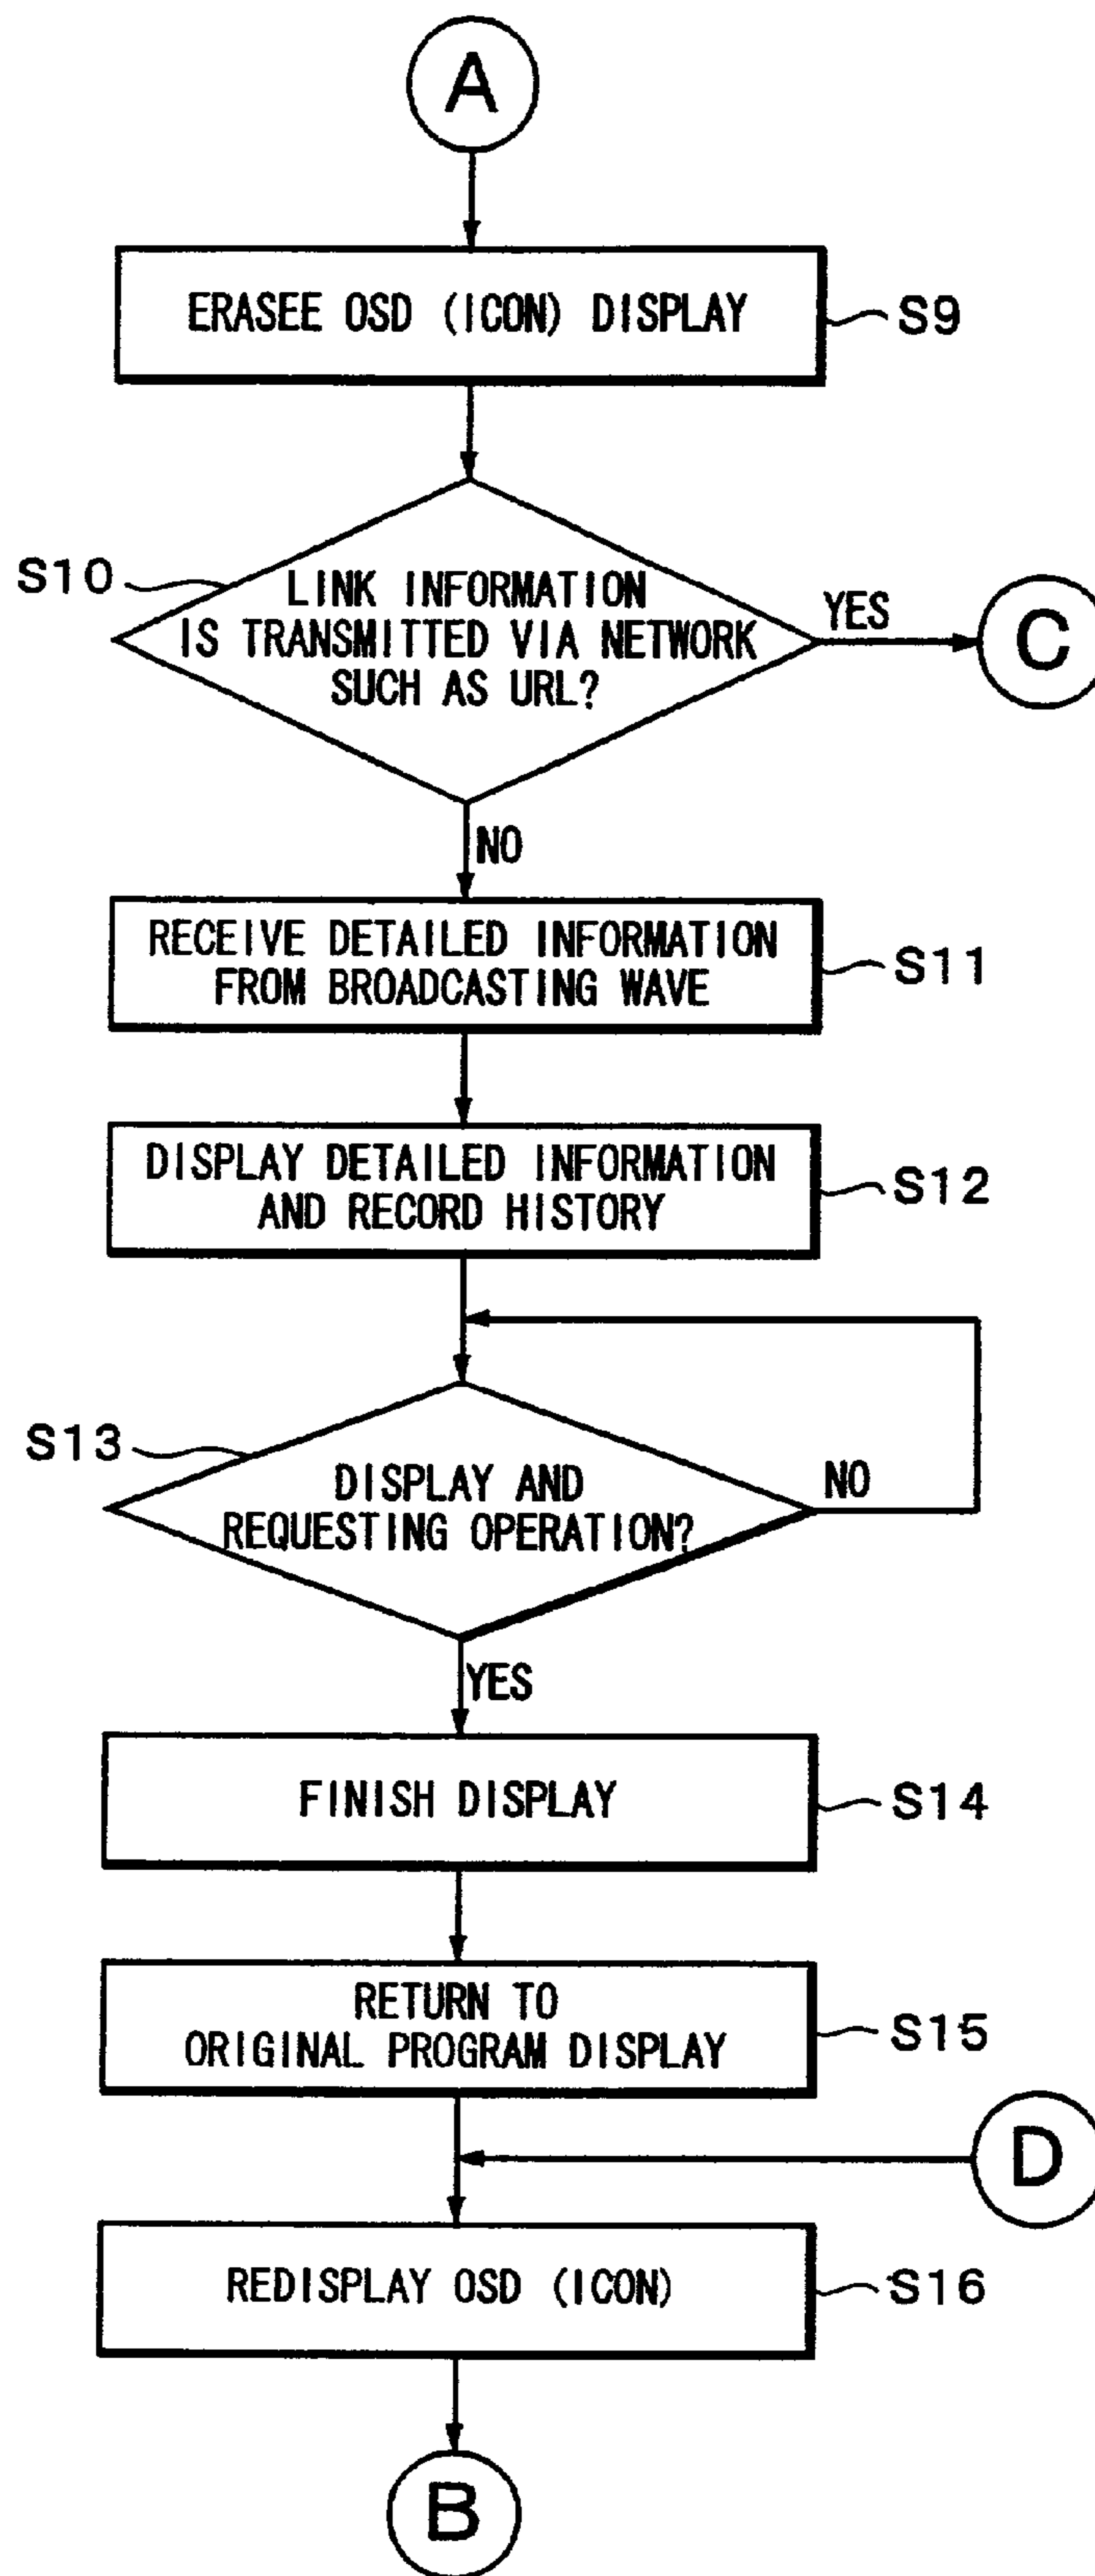 A
ERASEE OSD (ICON) DISPLAY
S9
S10
LINK INFORMATION
IS TRANSMITTED VIA NETWORK
SUCH AS URL?
YES
C
NO
RECEIVE DETAILED INFORMATION
FROM BROADCASTING WAVE
S11
DISPLAY DETAILED INFORMATION
AND RECORD HISTORY
S12
S13
DISPLAY AND
REQUESTING OPERATION?
NO
YES
FINISH DISPLAY
S14
RETURN TO
ORIGINAL PROGRAM DISPLAY
S15
D
REDISPLAY OSD (ICON)
S16
B